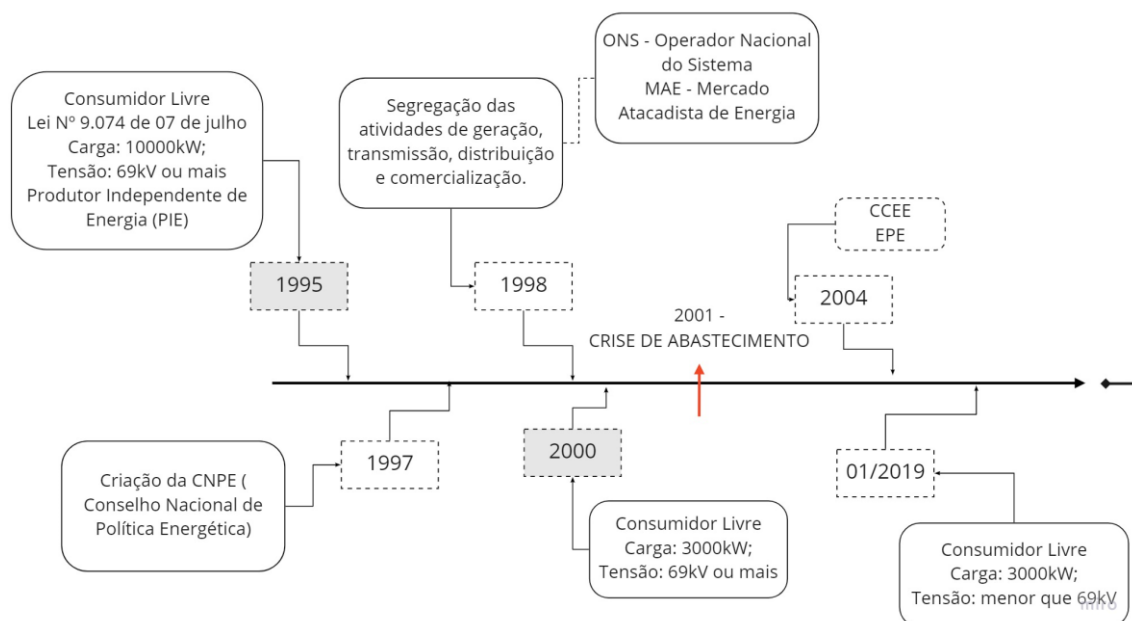 ONS - Operador Nacional
do Sistema
MAE - Mercado
Atacadista de Energia
Consumidor Livre
Lei Nº 9.074 de 07 de julho
Carga: 10000kW;
Tensão: 69kV ou mais
Produtor Independente de
Energia (PIE)
Segregação das
atividades de geração,
transmissão, distribuição
e comercialização.
CCEE
EPE
1995
1998
2004
2001 -
CRISE DE ABASTECIMENTO
1997
2000
01/2019
Criação da CNPE (
Conselho Nacional de
Política Energética)
Consumidor Livre
Carga: 3000kW;
Tensão: 69kV ou mais
Consumidor Livre
Carga: 3000kW;
Tensão: menor que 69kV
miro